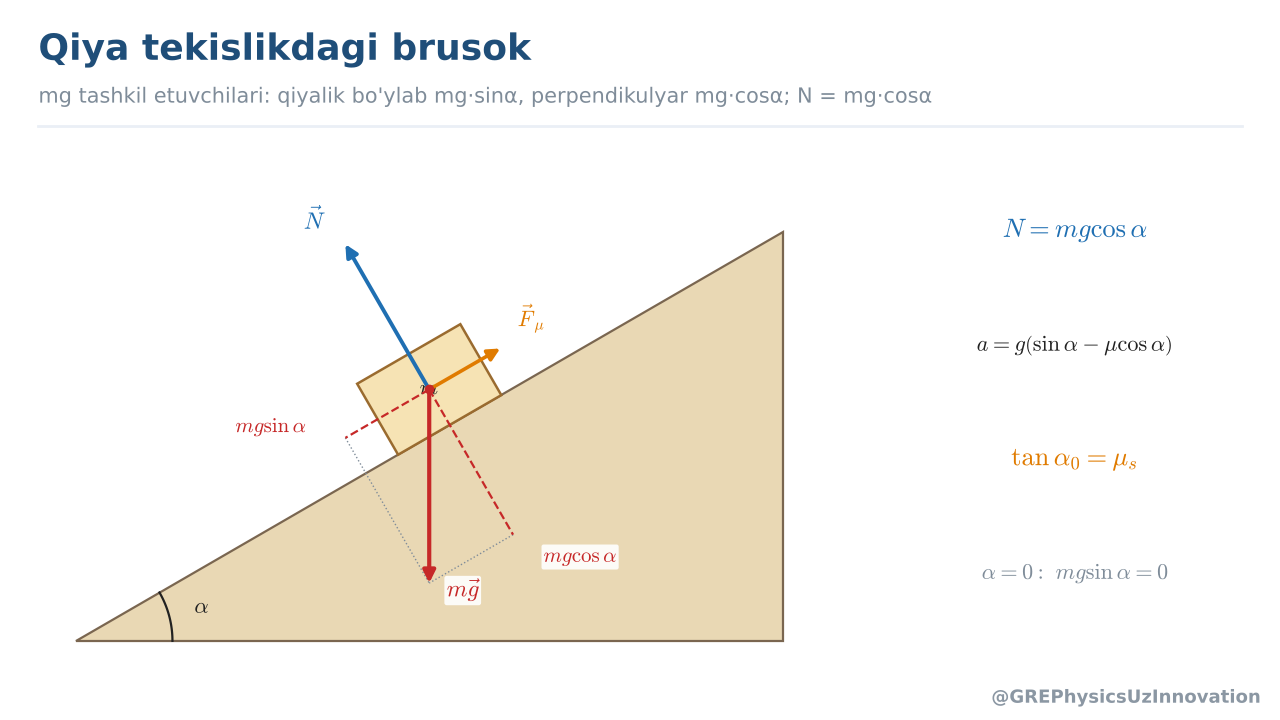 Qiya tekislikdagi brusok
mg tashkil etuvchilari: qiyalik bo'ylab mg·sinα, perpendikulyar mg·cosα; N = mg·cosα
N⃗
N = mg cos α
F⃗μ
a = g(sin α − μ cos α)
mg sin α
tan α₀ = μₛ
mg cos α
α = 0 : mg sin α = 0
mg⃗
α
@GREPhysicsUzInnovation